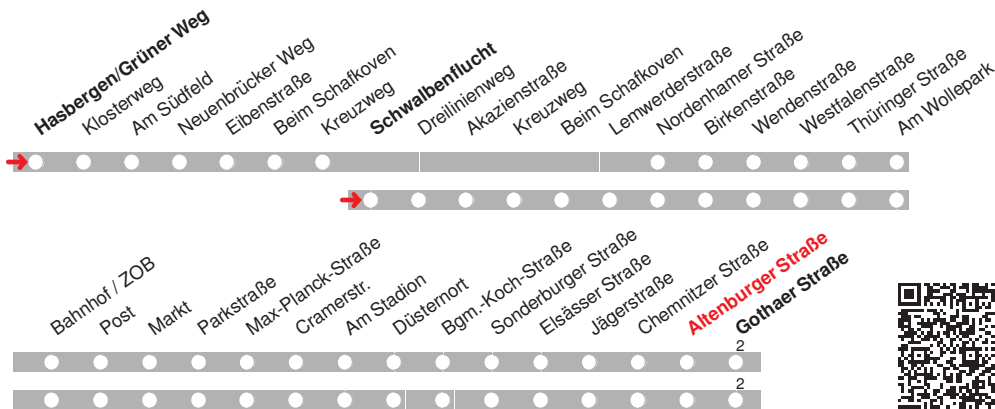 Hasbergen/Grüner Weg
Klosterweg
Am Südfeld
Neuenbrücker Weg
Eibenstraße
Beim Schafkoven
Kreuzweg
Schwalbenflucht
Dreilinienweg
Akazienstraße
Kreuzweg
Beim Schafkoven
Lemwerderstraße
Nordenhamer Straße
Birkenstraße
Wendenstraße
Westfalenstraße
Thüringer Straße
Am Wollepark
Bahnhof / ZOB
Post
Markt
Parkstraße
Max-Planck-Straße
Cramerstr.
Am Stadion
Düsternort
Bgm.-Koch-Straße
Sonderburger Straße
Elsässer Straße
Jägerstraße
Chemnitzer Straße
Altenburger Straße
Gothaer Straße
2
2